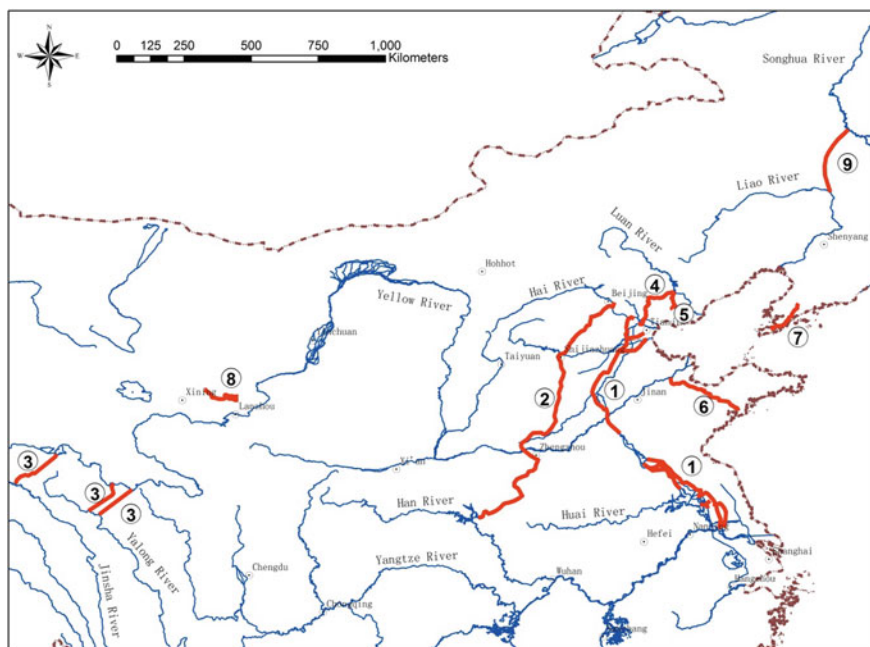 N
W E
S
0 125 250 500 750 1,000
Kilometers
Songhua River
9
Liao River
Shenyang
Luan River
Hohhot
4
Hai River
Beijing
5
Yellow River
7
Taiyuan
8
Xining
Lanzhou
2
1
Jinan
6
Zhengzhou
Xi'an
3
3
3
1
Han River
Huai River
Hefei
Yalong River
Jinsha River
Chengdu
Yangtze River
Wuhan
Shanghai
Hangzhou
Chongqing